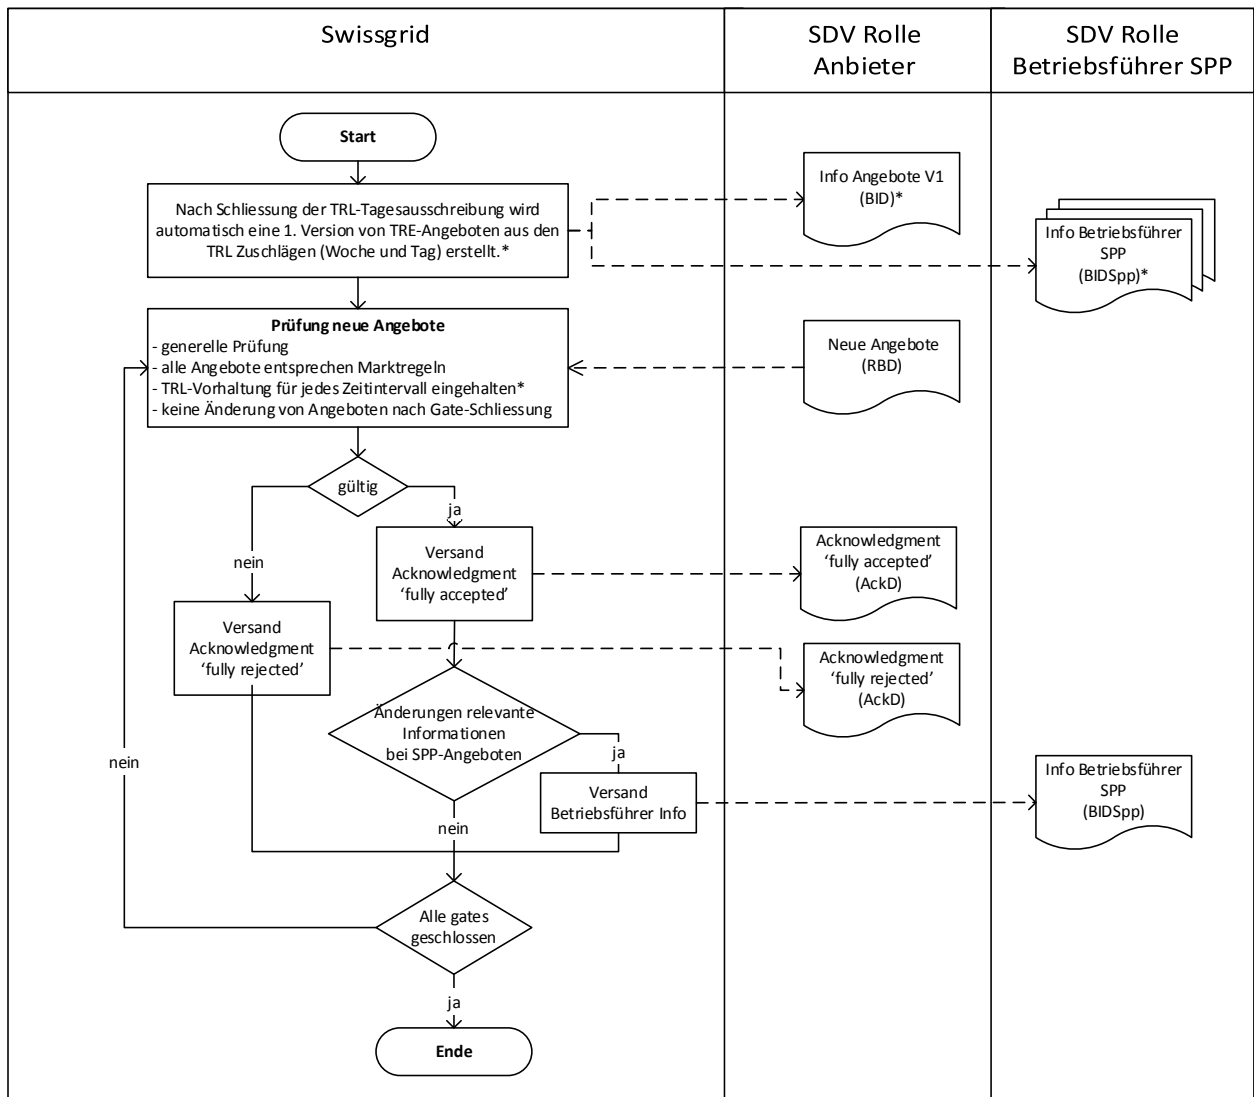 Swissgrid
SDV Rolle
Anbieter
SDV Rolle
Betriebsführer SPP
Start
Nach Schliessung der TRL-Tagesausschreibung wird
automatisch eine 1. Version von TRE-Angeboten aus den
TRL Zuschlägen (Woche und Tag) erstellt.*
Info Angebote V1
(BID)*
Info Betriebsführer
SPP
(BIDSpp)*
Prüfung neue Angebote
- generelle Prüfung
- alle Angebote entsprechen Marktregeln
- TRL-Vorhaltung für jedes Zeitintervall eingehalten*
- keine Änderung von Angeboten nach Gate-Schliessung
Neue Angebote
(RBD)
gültig
ja
nein
Versand
Acknowledgment
‘fully accepted’
Acknowledgment
‘fully accepted’
(AckD)
Versand
Acknowledgment
‘fully rejected’
Acknowledgment
‘fully rejected’
(AckD)
Änderungen relevante
Informationen
bei SPP-Angeboten
ja
nein
Versand
Betriebsführer Info
Info Betriebsführer
SPP
(BIDSpp)
nein
Alle gates
geschlossen
ja
Ende